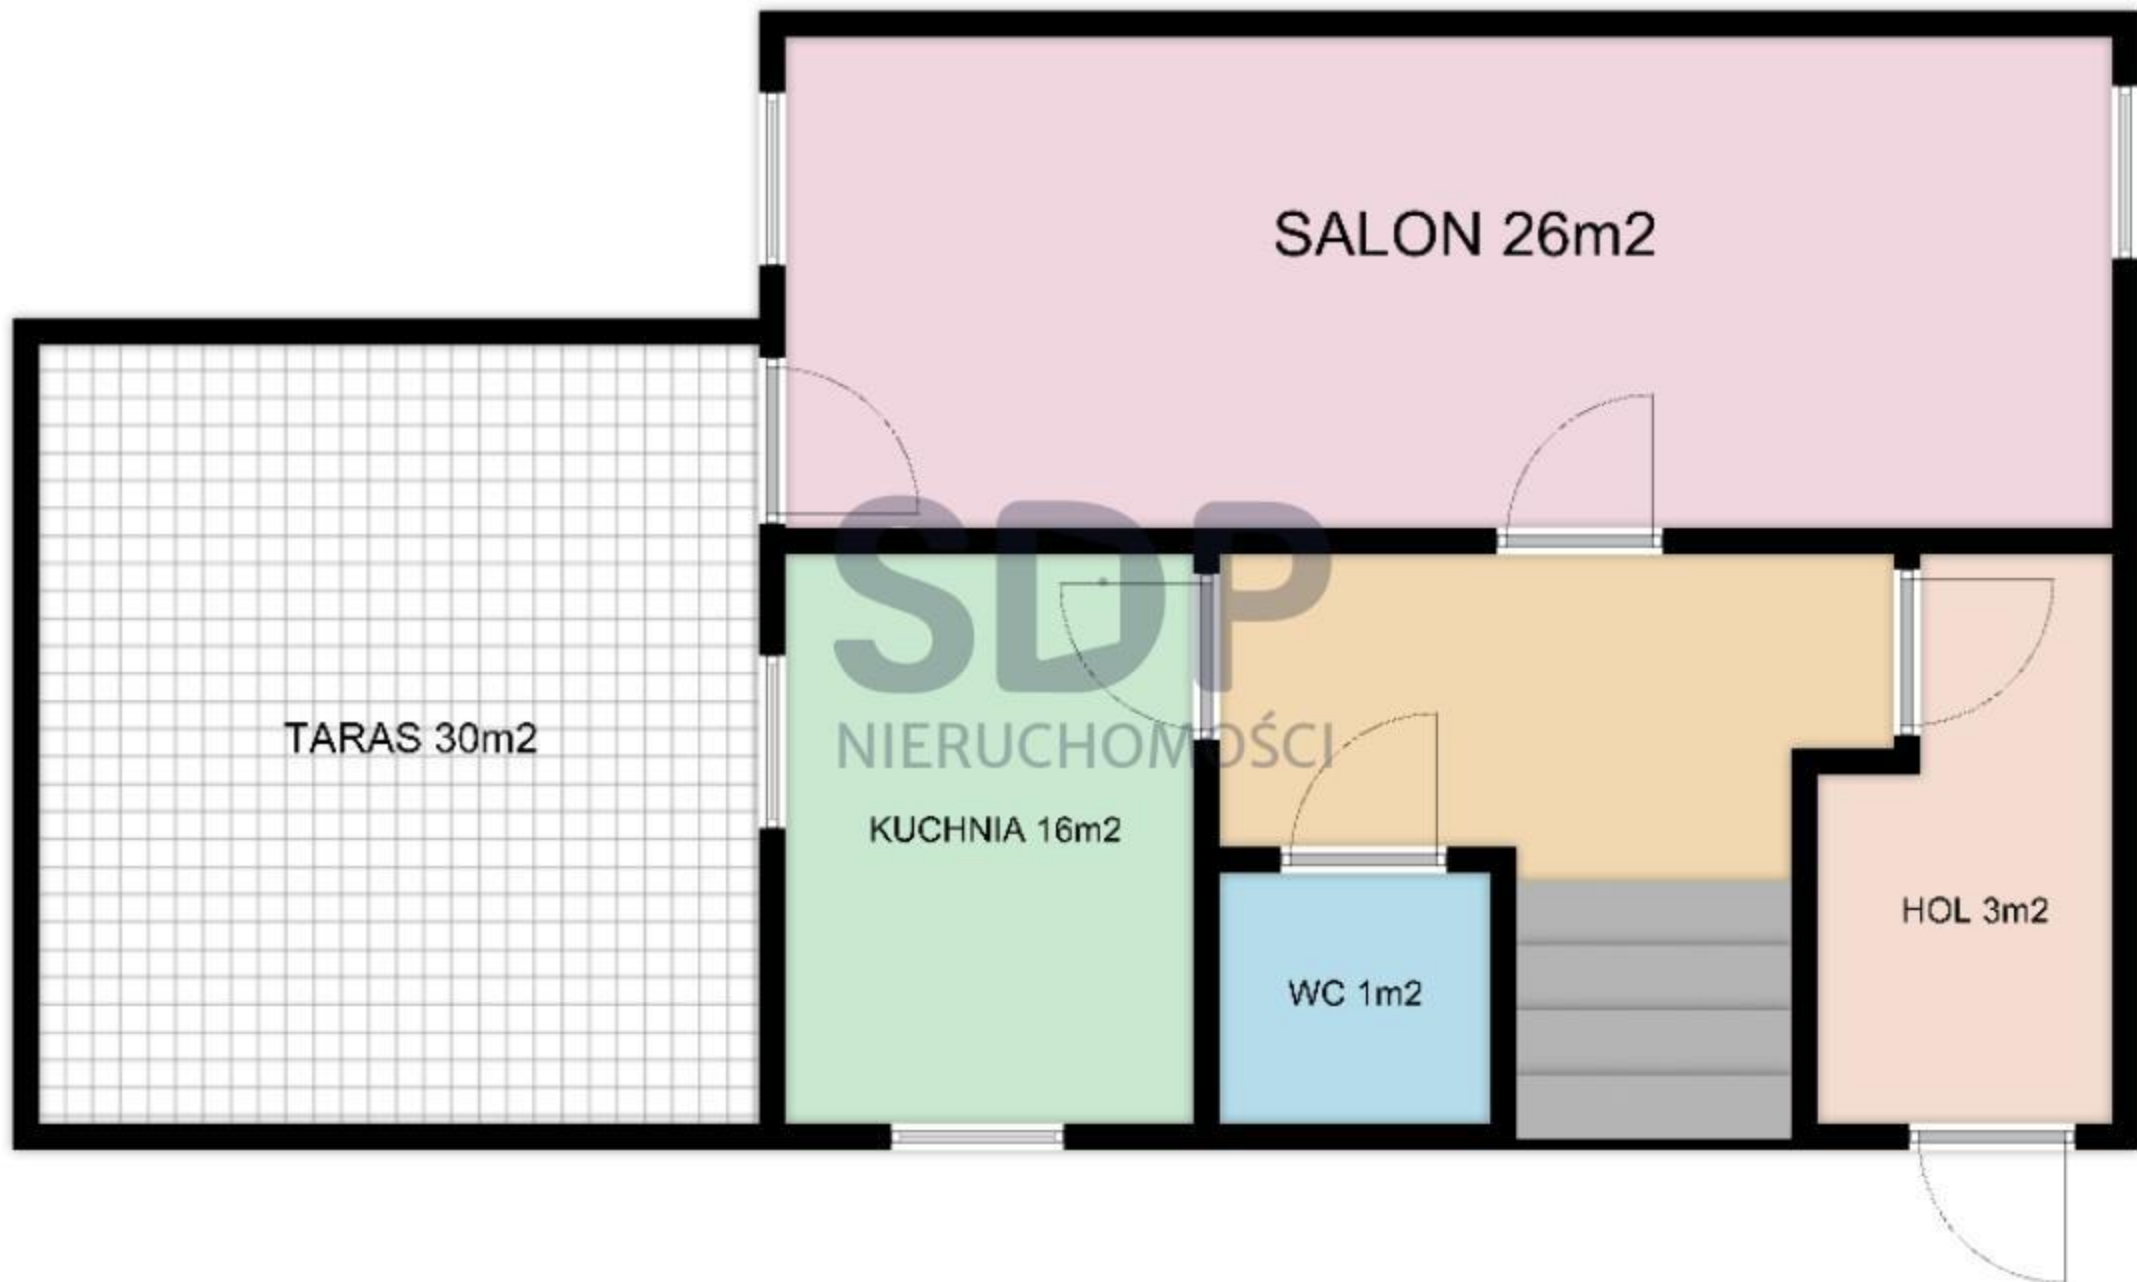 SALON 26m2
SDP
NIERUCHOMOŚCI
TARAS 30m2
KUCHNIA 16m2
HOL 3m2
WC 1m2